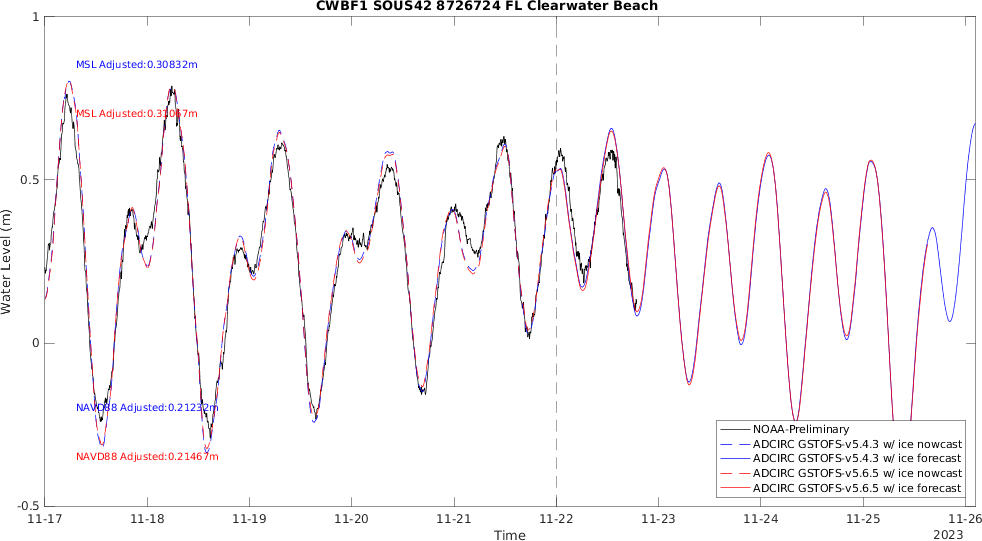 CWBF1 SOUS42 8726724 FL Clearwater Beach
1
0.5
0
-0.5
Water Level (m)
MSL Adjusted:0.30832m
MSL Adjusted:0.31067m
NAVD88 Adjusted:0.21232m
NAVD88 Adjusted:0.21467m
NOAA-Preliminary
ADCIRC GSTOFS-v5.4.3 w/ ice nowcast
ADCIRC GSTOFS-v5.4.3 w/ ice forecast
ADCIRC GSTOFS-v5.6.5 w/ ice nowcast
ADCIRC GSTOFS-v5.6.5 w/ ice forecast
11-17 11-18 11-19 11-20 11-21 11-22 11-23 11-24 11-25 11-26
Time
2023